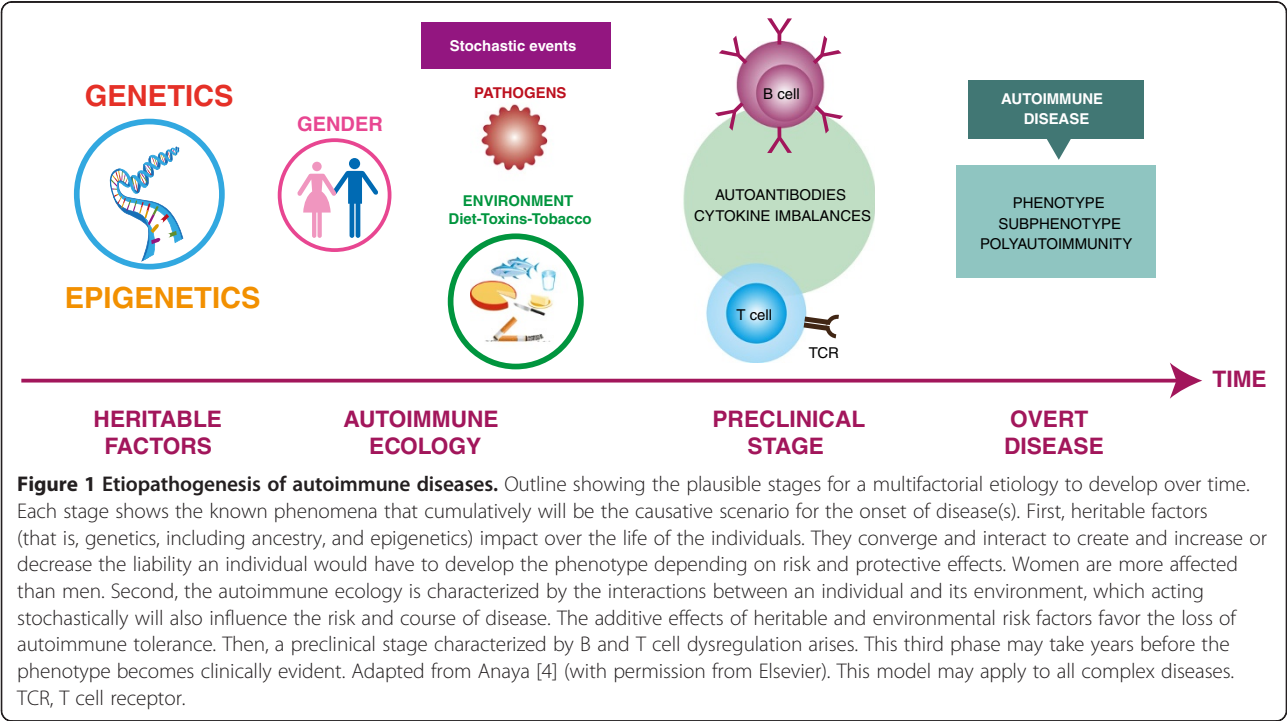 GENETICS
EPIGENETICS
GENDER
Stochastic events
PATHOGENS
ENVIRONMENT
Diet-Toxins-Tobacco
B cell
AUTOANTIBODIES
CYTOKINE IMBALANCES
T cell
TCR
AUTOIMMUNE
DISEASE
PHENOTYPE
SUBPHENOTYPE
POLYAUTOIMMUNITY
TIME
HERITABLE
FACTORS
AUTOIMMUNE
ECOLOGY
PRECLINICAL
STAGE
OVERT
DISEASE
Figure 1 Etiopathogenesis of autoimmune diseases. Outline showing the plausible stages for a multifactorial etiology to develop over time.
Each stage shows the known phenomena that cumulatively will be the causative scenario for the onset of disease(s). First, heritable factors
(that is, genetics, including ancestry, and epigenetics) impact over the life of the individuals. They converge and interact to create and increase or
decrease the liability an individual would have to develop the phenotype depending on risk and protective effects. Women are more affected
than men. Second, the autoimmune ecology is characterized by the interactions between an individual and its environment, which acting
stochastically will also influence the risk and course of disease. The additive effects of heritable and environmental risk factors favor the loss of
autoimmune tolerance. Then, a preclinical stage characterized by B and T cell dysregulation arises. This third phase may take years before the
phenotype becomes clinically evident. Adapted from Anaya [4] (with permission from Elsevier). This model may apply to all complex diseases.
TCR, T cell receptor.